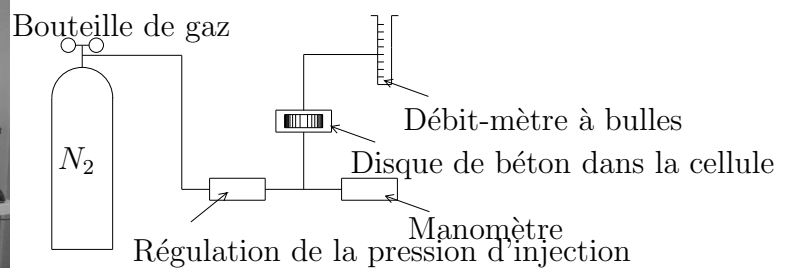 Bouteille de gaz
N₂
Débit-mètre à bulles
Disque de béton dans la cellule
Manomètre
Régulation de la pression d'injection